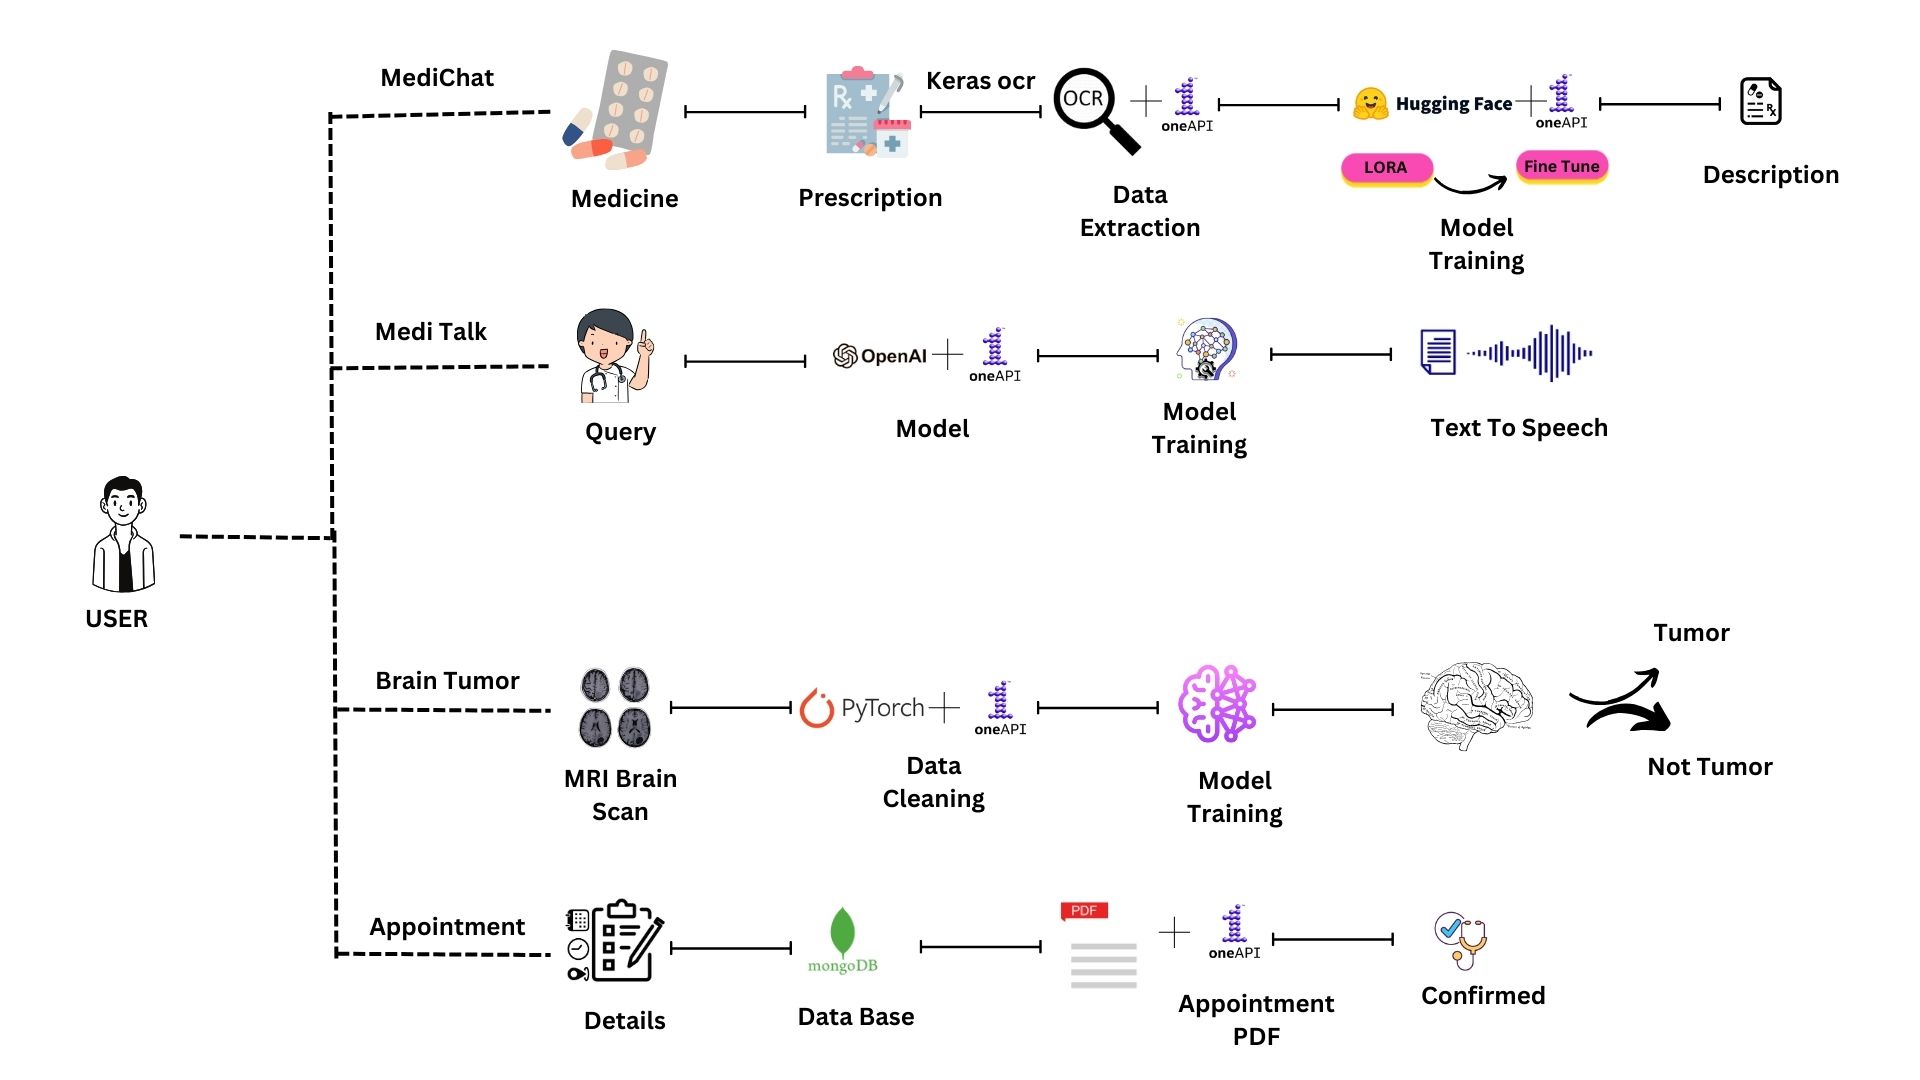 MediChat
Keras ocr
OCR
oneAPI
Hugging Face
oneAPI
LORA
Fine Tune
Rx
Rx
Medicine
Prescription
Data
Extraction
Model
Training
Description
Medi Talk
OpenAI
oneAPI
Query
Model
Model
Training
Text To Speech
USER
Brain Tumor
PyTorch
oneAPI
Tumor
Not Tumor
MRI Brain
Scan
Data
Cleaning
Model
Training
Appointment
mongoDB
PDF
oneAPI
Details
Data Base
Appointment
PDF
Confirmed